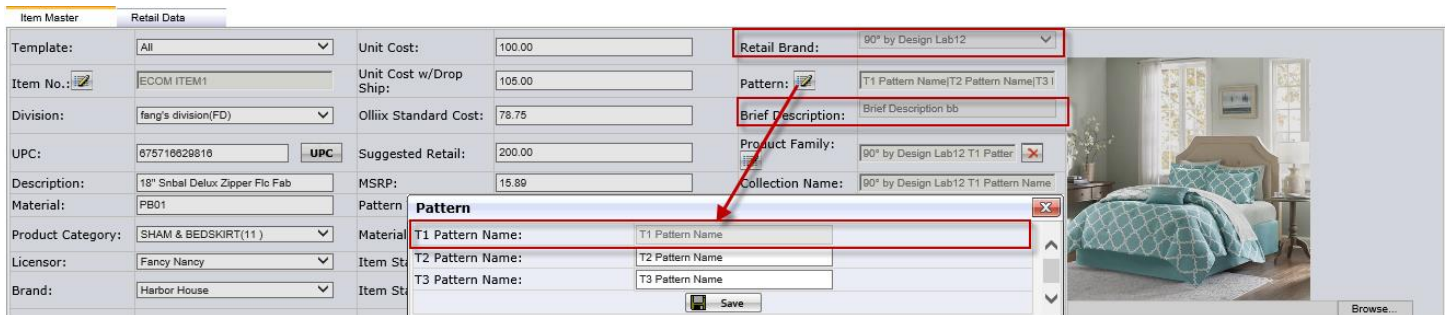 Item Master Retail Data
Template: All Unit Cost: 100.00 Retail Brand: 90° by Design Lab12
Item No.: ECOM ITEM1 Unit Cost w/Drop Ship: 105.00 Pattern: T1 Pattern Name|T2 Pattern Name|T3
Division: fang's division(FD) Olliix Standard Cost: 78.75 Brief Description: Brief Description bb
UPC: 675716629816 UPC Suggested Retail: 200.00 Product Family: 90° by Design Lab12 T1 Patter
Description: 18" Snbal Delux Zipper Flc Fab MSRP: 15.89 Collection Name: 90° by Design Lab12 T1 Pattern Name
Material: PB01 Pattern Pattern
Product Category: SHAM & BEDSKIRT(11 ) Material T1 Pattern Name: T1 Pattern Name
Licensor: Fancy Nancy Item Sta T2 Pattern Name: T2 Pattern Name
T3 Pattern Name: T3 Pattern Name
Brand: Harbor House Item Sta Save
Browse...